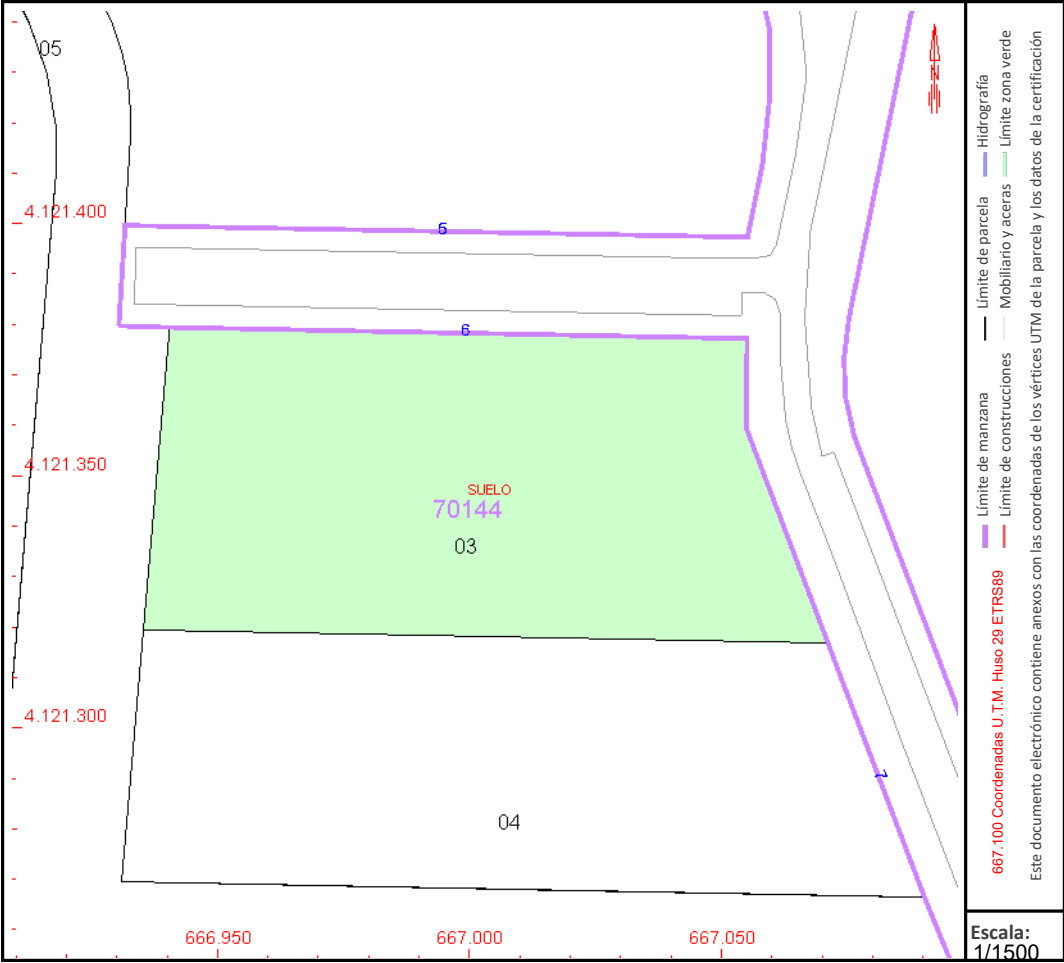 05
4.121.400
5
6
4.121.350
SUELO
70144
03
4.121.300
7
04
666.950
667.000
667.050
N
Límite de manzana
Límite de parcela
Hidrografía
Límite de construcciones
Mobiliario y aceras
Límite zona verde
667.100 Coordenadas U.T.M. Huso 29 ETRS89
Este documento electrónico contiene anexos con las coordenadas de los vértices UTM de la parcela y los datos de la certificación
Escala:
1/1500